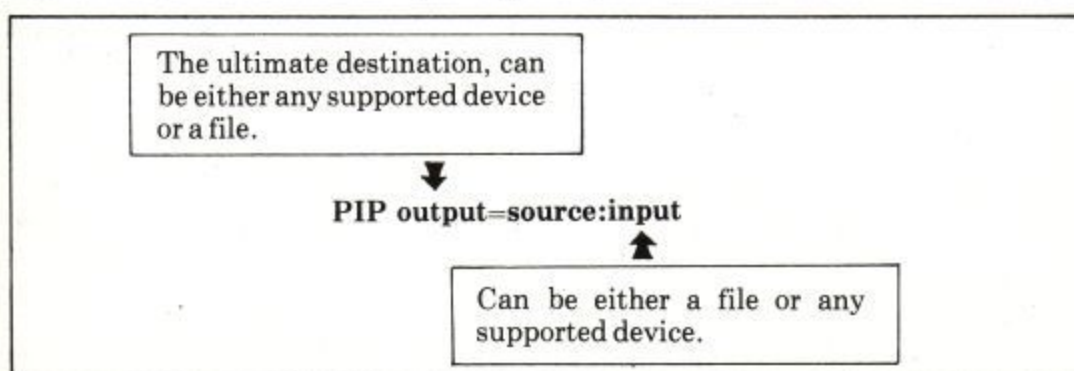 The ultimate destination, can
be either any supported device
or a file.
PIP output=source:input
Can be either a file or any
supported device.